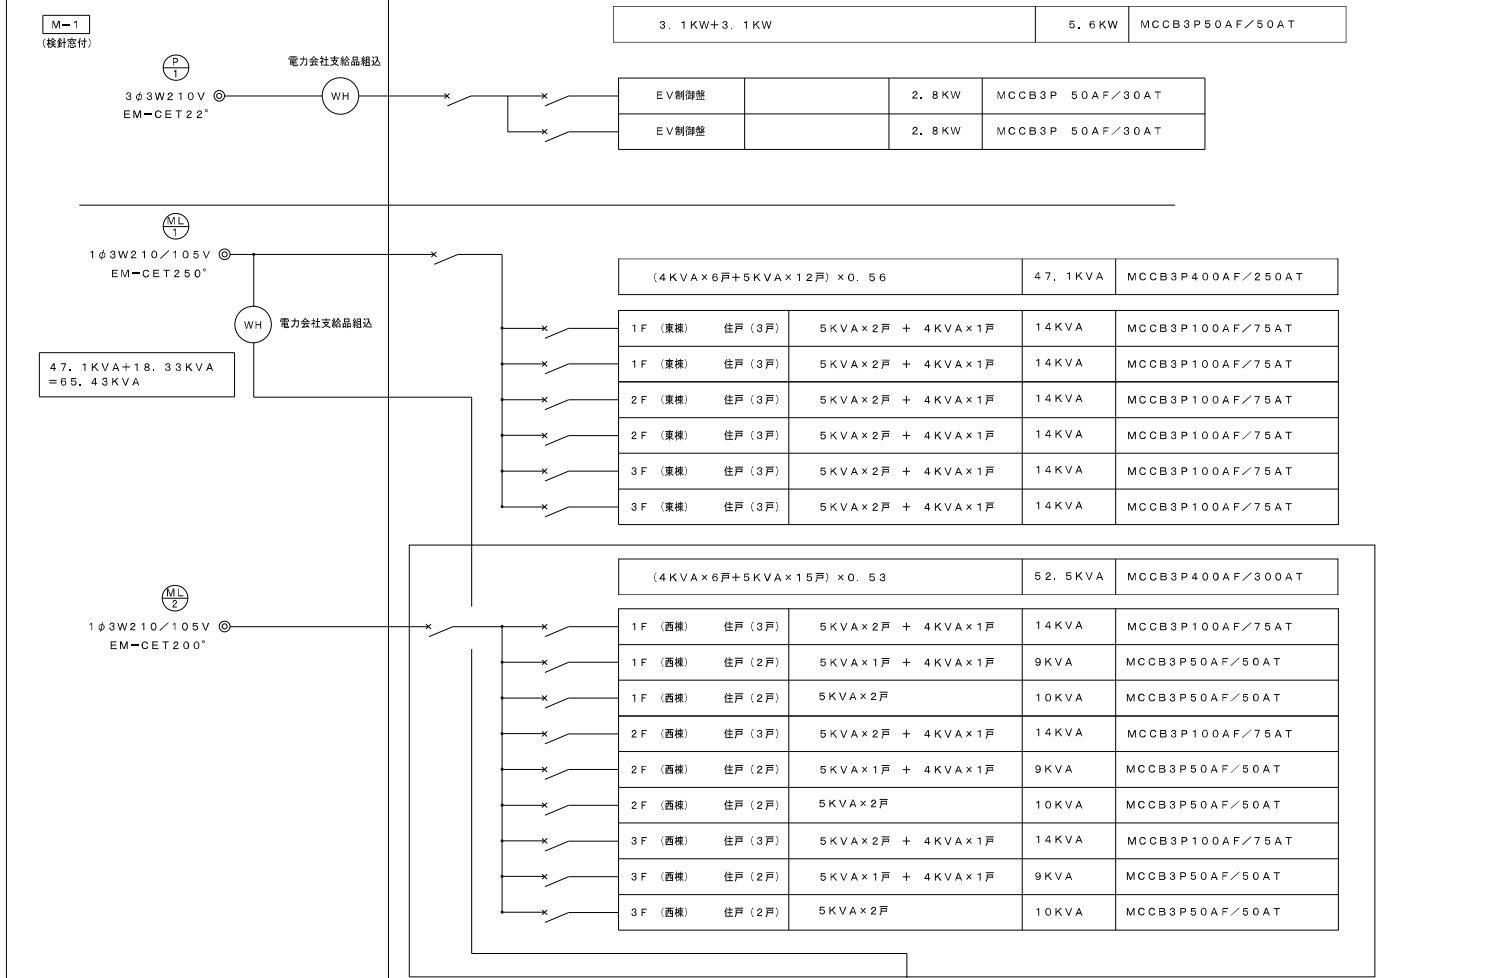 M−1
(検針窓付)
3．1KW+3．1KW 5．6KW MCCB3P50AF／50AT
P
1
電力会社支給品組込
3φ3W210V WH
EM−CET22°
EV制御盤 2．8KW MCCB3P 50AF／30AT
EV制御盤 2．8KW MCCB3P 50AF／30AT
ML
1
1φ3W210／105V
EM−CET250°
(4KVA×6戸+5KVA×12戸)×0．56 47．1KVA MCCB3P400AF／250AT
WH 電力会社支給品組込
47．1KVA+18．33KVA
=65．43KVA
1F (東棟) 住戸(3戸) 5KVA×2戸 + 4KVA×1戸 14KVA MCCB3P100AF／75AT
1F (東棟) 住戸(3戸) 5KVA×2戸 + 4KVA×1戸 14KVA MCCB3P100AF／75AT
2F (東棟) 住戸(3戸) 5KVA×2戸 + 4KVA×1戸 14KVA MCCB3P100AF／75AT
2F (東棟) 住戸(3戸) 5KVA×2戸 + 4KVA×1戸 14KVA MCCB3P100AF／75AT
3F (東棟) 住戸(3戸) 5KVA×2戸 + 4KVA×1戸 14KVA MCCB3P100AF／75AT
3F (東棟) 住戸(3戸) 5KVA×2戸 + 4KVA×1戸 14KVA MCCB3P100AF／75AT
(4KVA×6戸+5KVA×15戸)×0．53 52．5KVA MCCB3P400AF／300AT
ML
2
1φ3W210／105V
EM−CET200°
1F (西棟) 住戸(3戸) 5KVA×2戸 + 4KVA×1戸 14KVA MCCB3P100AF／75AT
1F (西棟) 住戸(2戸) 5KVA×1戸 + 4KVA×1戸 9KVA MCCB3P50AF／50AT
1F (西棟) 住戸(2戸) 5KVA×2戸 10KVA MCCB3P50AF／50AT
2F (西棟) 住戸(3戸) 5KVA×2戸 + 4KVA×1戸 14KVA MCCB3P100AF／75AT
2F (西棟) 住戸(2戸) 5KVA×1戸 + 4KVA×1戸 9KVA MCCB3P50AF／50AT
2F (西棟) 住戸(2戸) 5KVA×2戸 10KVA MCCB3P50AF／50AT
3F (西棟) 住戸(3戸) 5KVA×2戸 + 4KVA×1戸 14KVA MCCB3P100AF／75AT
3F (西棟) 住戸(2戸) 5KVA×1戸 + 4KVA×1戸 9KVA MCCB3P50AF／50AT
3F (西棟) 住戸(2戸) 5KVA×2戸 10KVA MCCB3P50AF／50AT